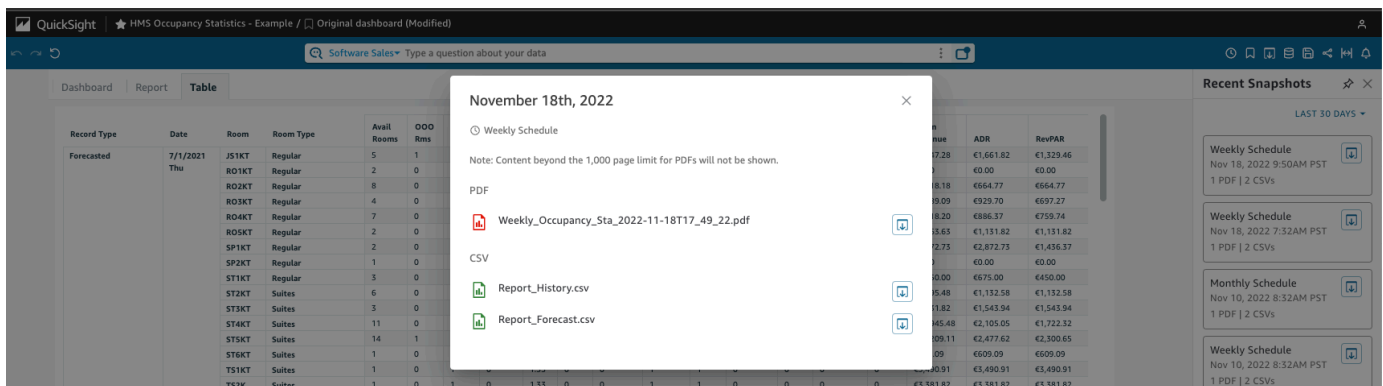 QuickSight HMS Occupancy Statistics - Example / Original dashboard (Modified)
Software Sales Type a question about your data
Dashboard Report Table
Recent Snapshots
LAST 30 DAYS
November 18th, 2022
Weekly Schedule
Note: Content beyond the 1,000 page limit for PDFs will not be shown.
PDF
Weekly_Occupancy_Sta_2022-11-18T17_49_22.pdf
CSV
Report_History.csv
Report_Forecast.csv
Record Type Date Room Room Type Avail Rooms OOO Rms ADR RevPAR
Forecasted 7/1/2021 JS1KT Regular 5 1 €1,661.82 €1,329.46
Thu RO1KT Regular 2 0 €0.00 €0.00
RO2KT Regular 8 0 €664.77 €664.77
RO3KT Regular 4 0 €929.70 €697.27
RO4KT Regular 7 0 €886.37 €759.74
RO5KT Regular 2 0 €1,131.82 €1,131.82
SP1KT Regular 2 0 €2,872.73 €1,436.37
SP2KT Regular 1 0 €0.00 €0.00
ST1KT Regular 3 0 €675.00 €450.00
ST2KT Suites 6 0 €1,132.58 €1,132.58
ST3KT Suites 3 0 €1,543.94 €1,543.94
ST4KT Suites 11 0 €2,105.05 €1,722.32
ST5KT Suites 14 1 €2,477.62 €2,300.65
ST6KT Suites 1 0 €609.09 €609.09
TS1KT Suites 1 0 €3,490.91 €3,490.91
Weekly Schedule
Nov 18, 2022 9:50AM PST
1 PDF | 2 CSVs
Weekly Schedule
Nov 18, 2022 7:32AM PST
1 PDF | 2 CSVs
Monthly Schedule
Nov 10, 2022 8:32AM PST
1 PDF | 2 CSVs
Weekly Schedule
Nov 10, 2022 8:32AM PST
1 PDF | 2 CSVs